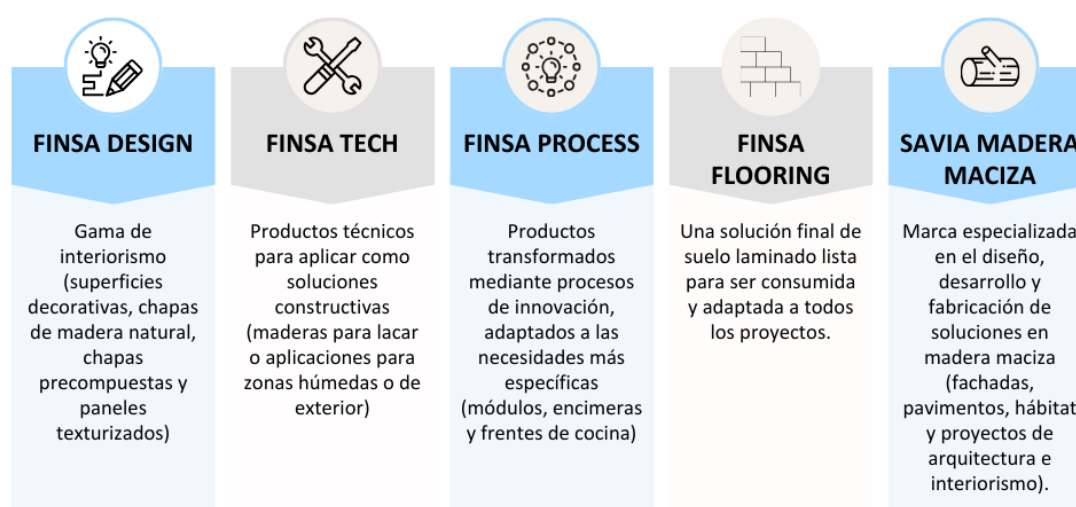 FINSA DESIGN
Gama de
interiorismo
(superficies
decorativas, chapas
de madera natural,
chapas
precompuestas y
paneles
texturizados)
FINSA TECH
Productos técnicos
para aplicar como
soluciones
constructivas
(maderas para lacar
o aplicaciones para
zonas húmedas o de
exterior)
FINSA PROCESS
Productos
transformados
mediante procesos
de innovación,
adaptados a las
necesidades más
específicas
(módulos, encimeras
y frentes de cocina)
FINSA
FLOORING
Una solución final de
suelo laminado lista
para ser consumida
y adaptada a todos
los proyectos.
SAVIA MADERA
MACIZA
Marca especializada
en el diseño,
desarrollo y
fabricación de
soluciones en
madera maciza
(fachadas,
pavimentos, hábitat
y proyectos de
arquitectura e
interiorismo).